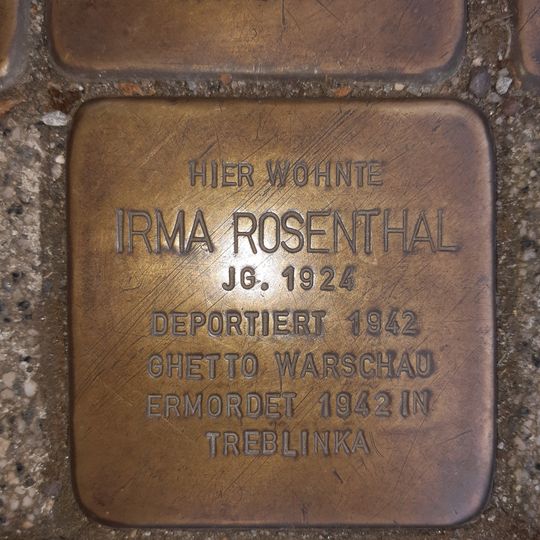 HIER WOHNTE
IRMA ROSENTHAL
JG. 1924
DEPORTIERT 1942
GHETTO WARSCHAU
ERMORDET 1942 IN
TREBLINKA